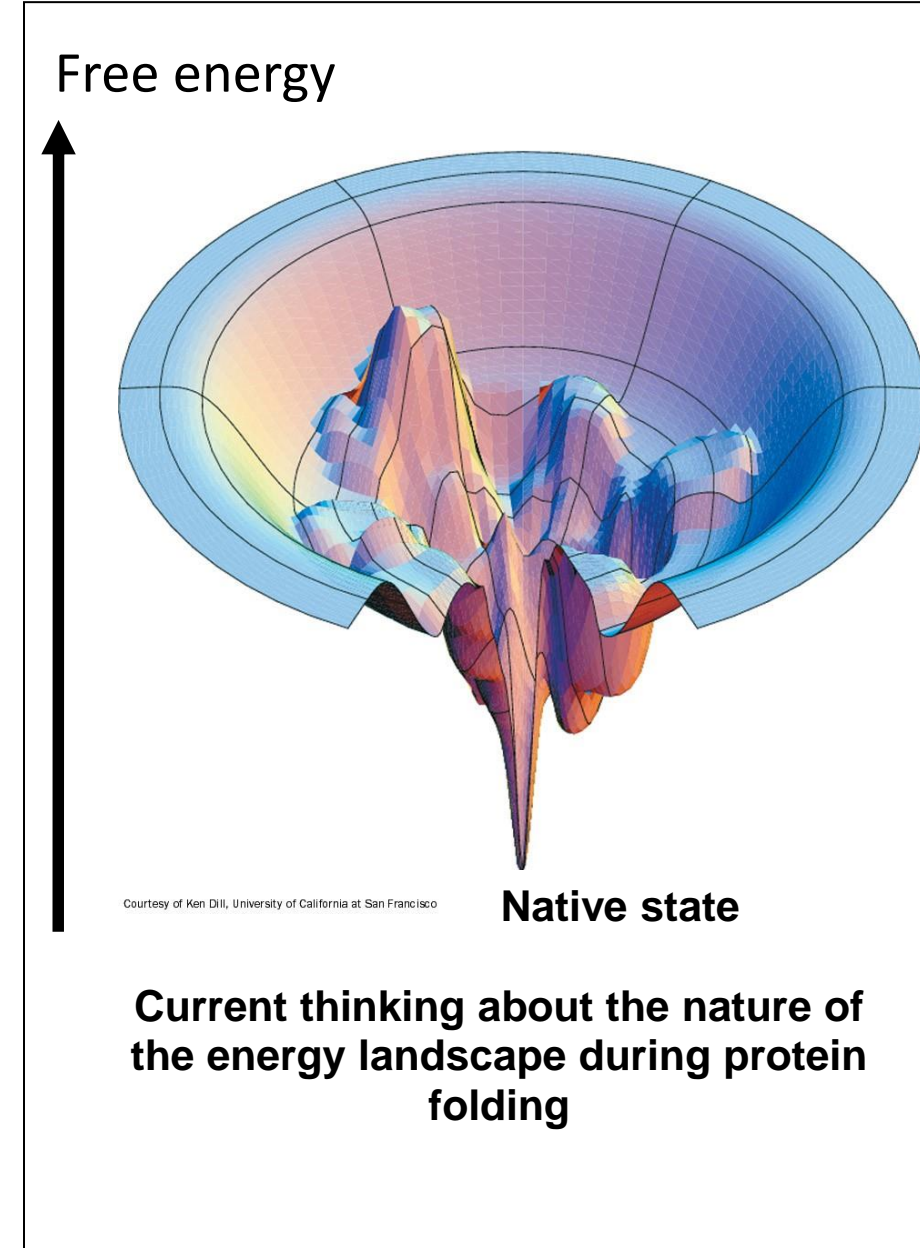 Free energy
Courtesy of Ken Dill, University of California at San Francisco
Native state
Current thinking about the nature of
the energy landscape during protein
folding